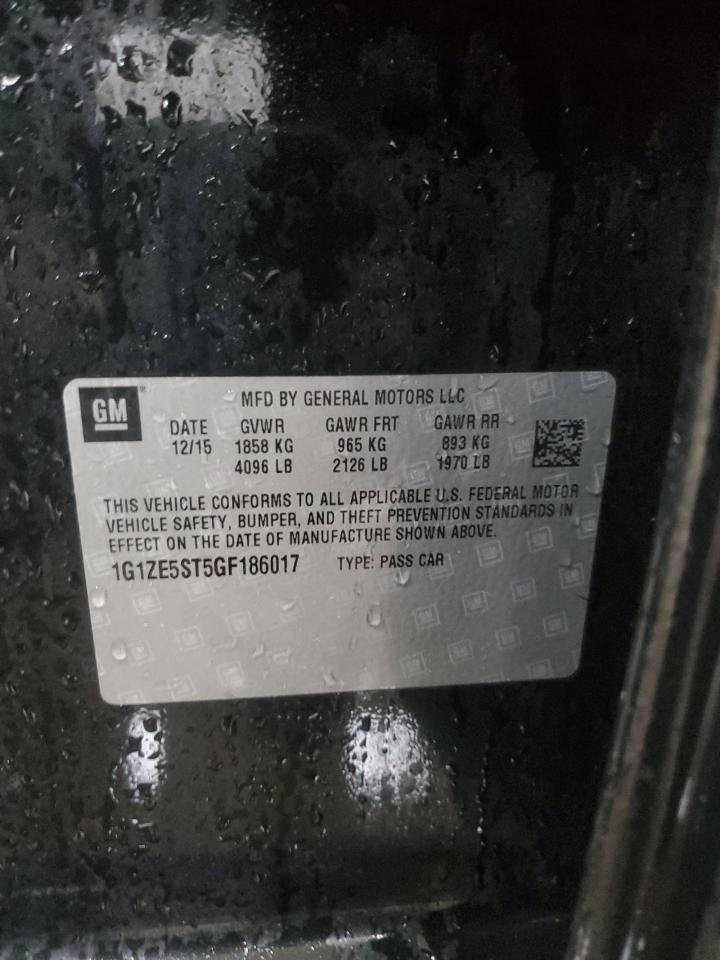 GM
MFD BY GENERAL MOTORS LLC
DATE GVWR GAWR FRT GAWR RR
12/15 1858 KG 965 KG 893 KG
4096 LB 2126 LB 1970 LB
THIS VEHICLE CONFORMS TO ALL APPLICABLE U.S. FEDERAL MOTOR
VEHICLE SAFETY, BUMPER, AND THEFT PREVENTION STANDARDS IN
EFFECT ON THE DATE OF MANUFACTURE SHOWN ABOVE.
1G1ZE5ST5GF186017 TYPE: PASS CAR